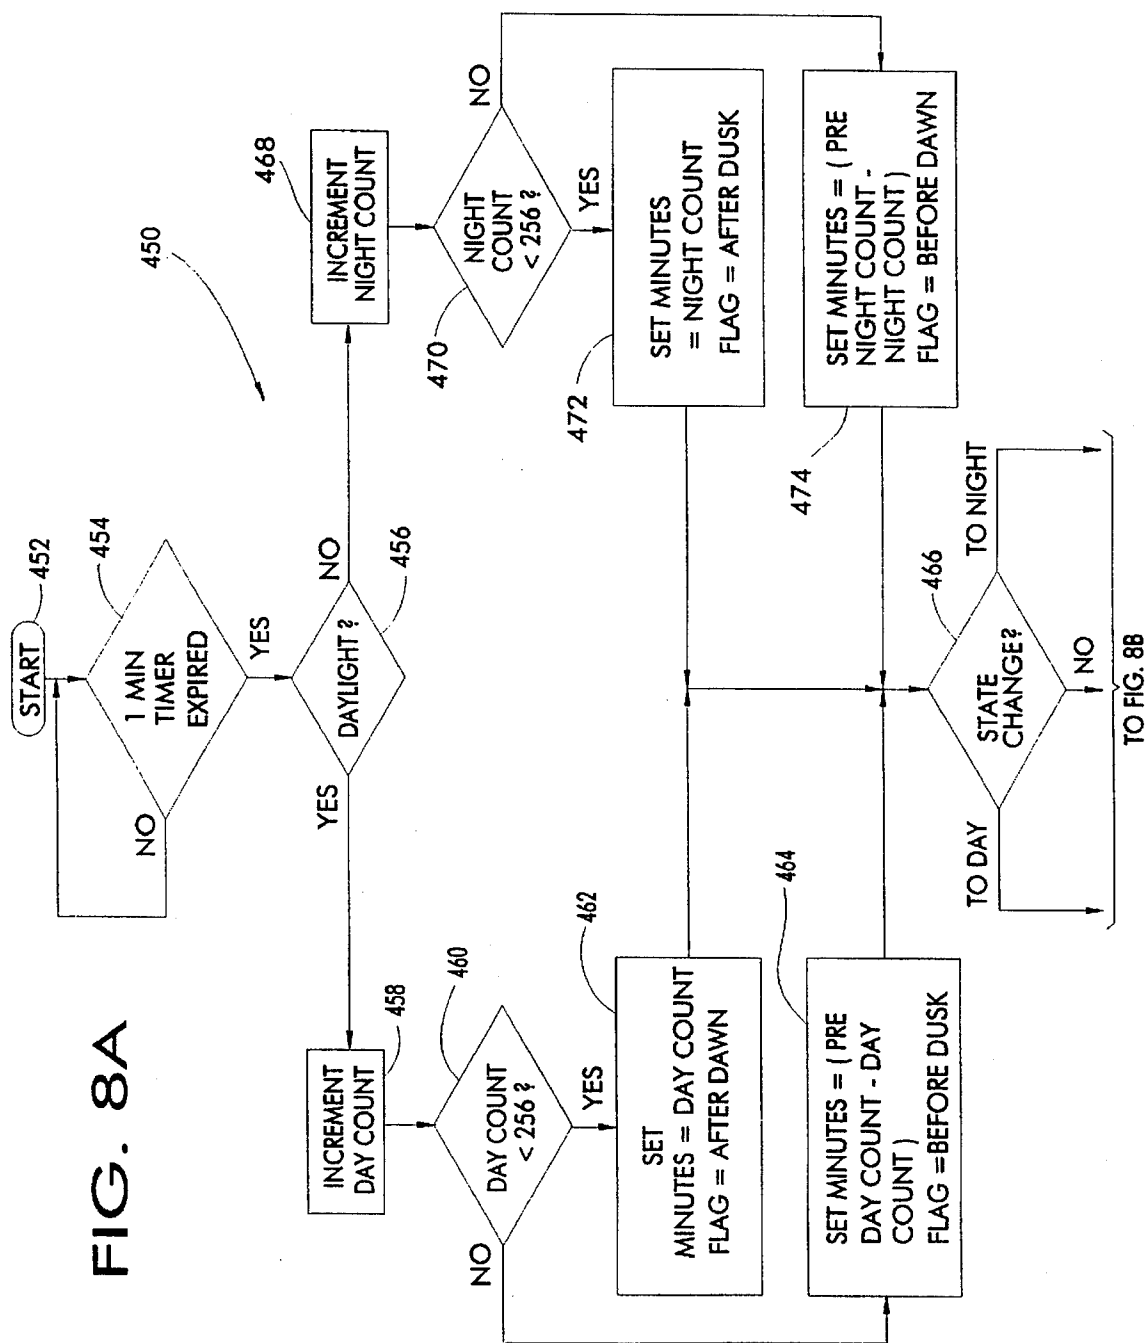 FIG. 8A
450
START
452
1 MIN
TIMER
EXPIRED
454
NO
YES
DAYLIGHT?
456
YES
NO
INCREMENT
DAY COUNT
458
DAY COUNT
< 256 ?
460
NO
YES
SET
MINUTES = DAY COUNT
FLAG = AFTER DAWN
462
SET MINUTES = ( PRE
DAY COUNT - DAY
COUNT )
FLAG =BEFORE DUSK
464
INCREMENT
NIGHT COUNT
468
NIGHT
COUNT
< 256 ?
470
NO
YES
SET MINUTES
= NIGHT COUNT
FLAG = AFTER DUSK
472
SET MINUTES = ( PRE
NIGHT COUNT -
NIGHT COUNT )
FLAG = BEFORE DAWN
474
STATE
CHANGE?
466
TO DAY
NO
TO NIGHT
TO FIG. 8B